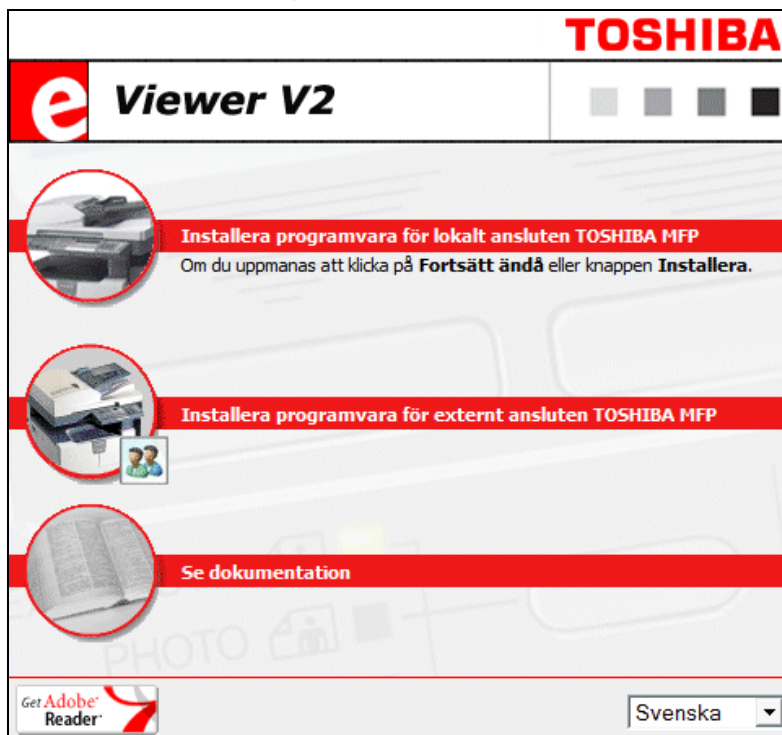 TOSHIBA
e Viewer V2
Installera programvara för lokalt ansluten TOSHIBA MFP
Om du uppmanas att klicka på Fortsätt ändå eller knappen Installera.
Installera programvara för externt ansluten TOSHIBA MFP
Se dokumentation
PHOTO
Get Adobe®
Reader®
Svenska